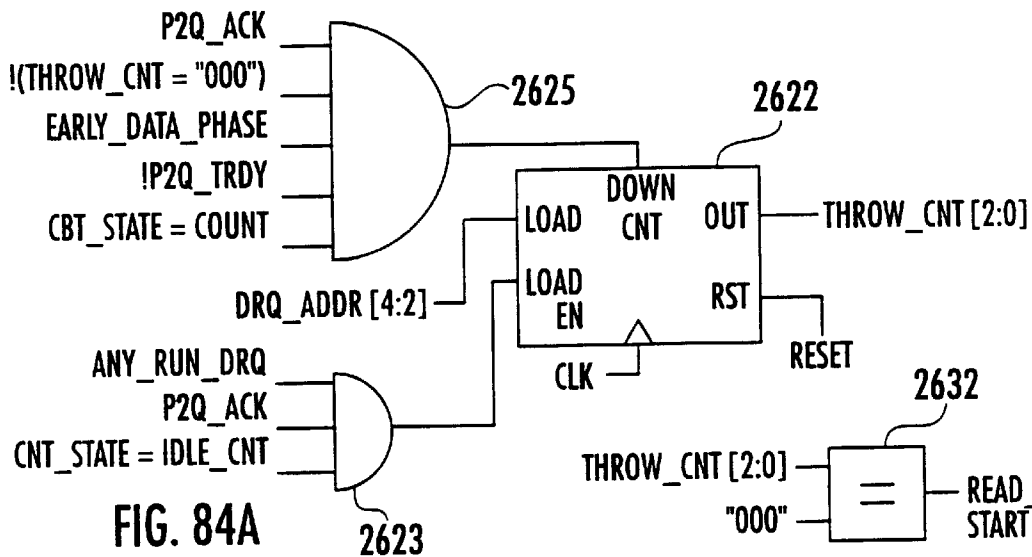 P2Q_ACK
!(THROW_CNT = "000")
EARLY_DATA_PHASE
!P2Q_TRDY
CBT_STATE = COUNT
2625
2622
DOWN
CNT
LOAD
OUT
THROW_CNT [2:0]
DRQ_ADDR [4:2]
LOAD
EN
RST
CLK
RESET
ANY_RUN_DRQ
P2Q_ACK
CNT_STATE = IDLE_CNT
2623
2632
THROW_CNT [2:0]
=
"000"
READ_
START
FIG. 84A